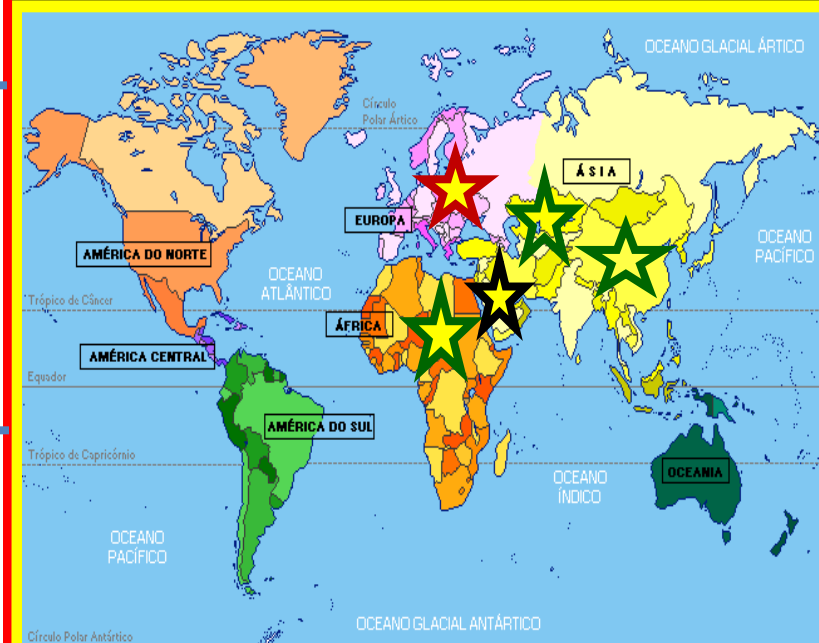 OCEANO GLACIAL ÁRTICO
Círculo
Polar Ártico
ÁSIA
EUROPA
AMÉRICA DO NORTE
OCEANO
PACÍFICO
OCEANO
ATLÂNTICO
Trópico de Câncer
ÁFRICA
AMÉRICA CENTRAL
Equador
AMÉRICA DO SUL
Trópico de Capricórnio
OCEANIA
OCEANO
ÍNDICO
OCEANO
PACÍFICO
OCEANO GLACIAL ANTÁRTICO
Círculo Polar Antártico